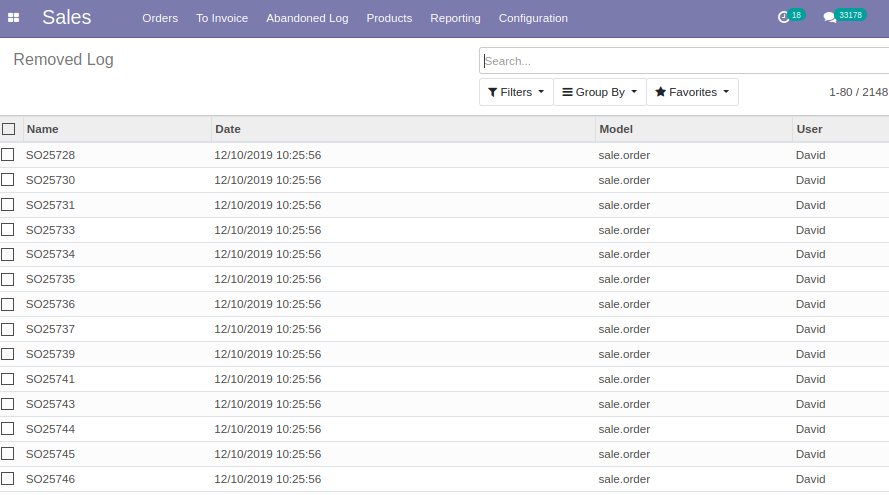 Sales Orders To Invoice Abandoned Log Products Reporting Configuration 18 33178
Removed Log
Search...
Filters Group By Favorites 1-80 / 2148
Name Date Model User
SO25728 12/10/2019 10:25:56 sale.order David
SO25730 12/10/2019 10:25:56 sale.order David
SO25731 12/10/2019 10:25:56 sale.order David
SO25733 12/10/2019 10:25:56 sale.order David
SO25734 12/10/2019 10:25:56 sale.order David
SO25735 12/10/2019 10:25:56 sale.order David
SO25736 12/10/2019 10:25:56 sale.order David
SO25737 12/10/2019 10:25:56 sale.order David
SO25739 12/10/2019 10:25:56 sale.order David
SO25741 12/10/2019 10:25:56 sale.order David
SO25743 12/10/2019 10:25:56 sale.order David
SO25744 12/10/2019 10:25:56 sale.order David
SO25745 12/10/2019 10:25:56 sale.order David
SO25746 12/10/2019 10:25:56 sale.order David